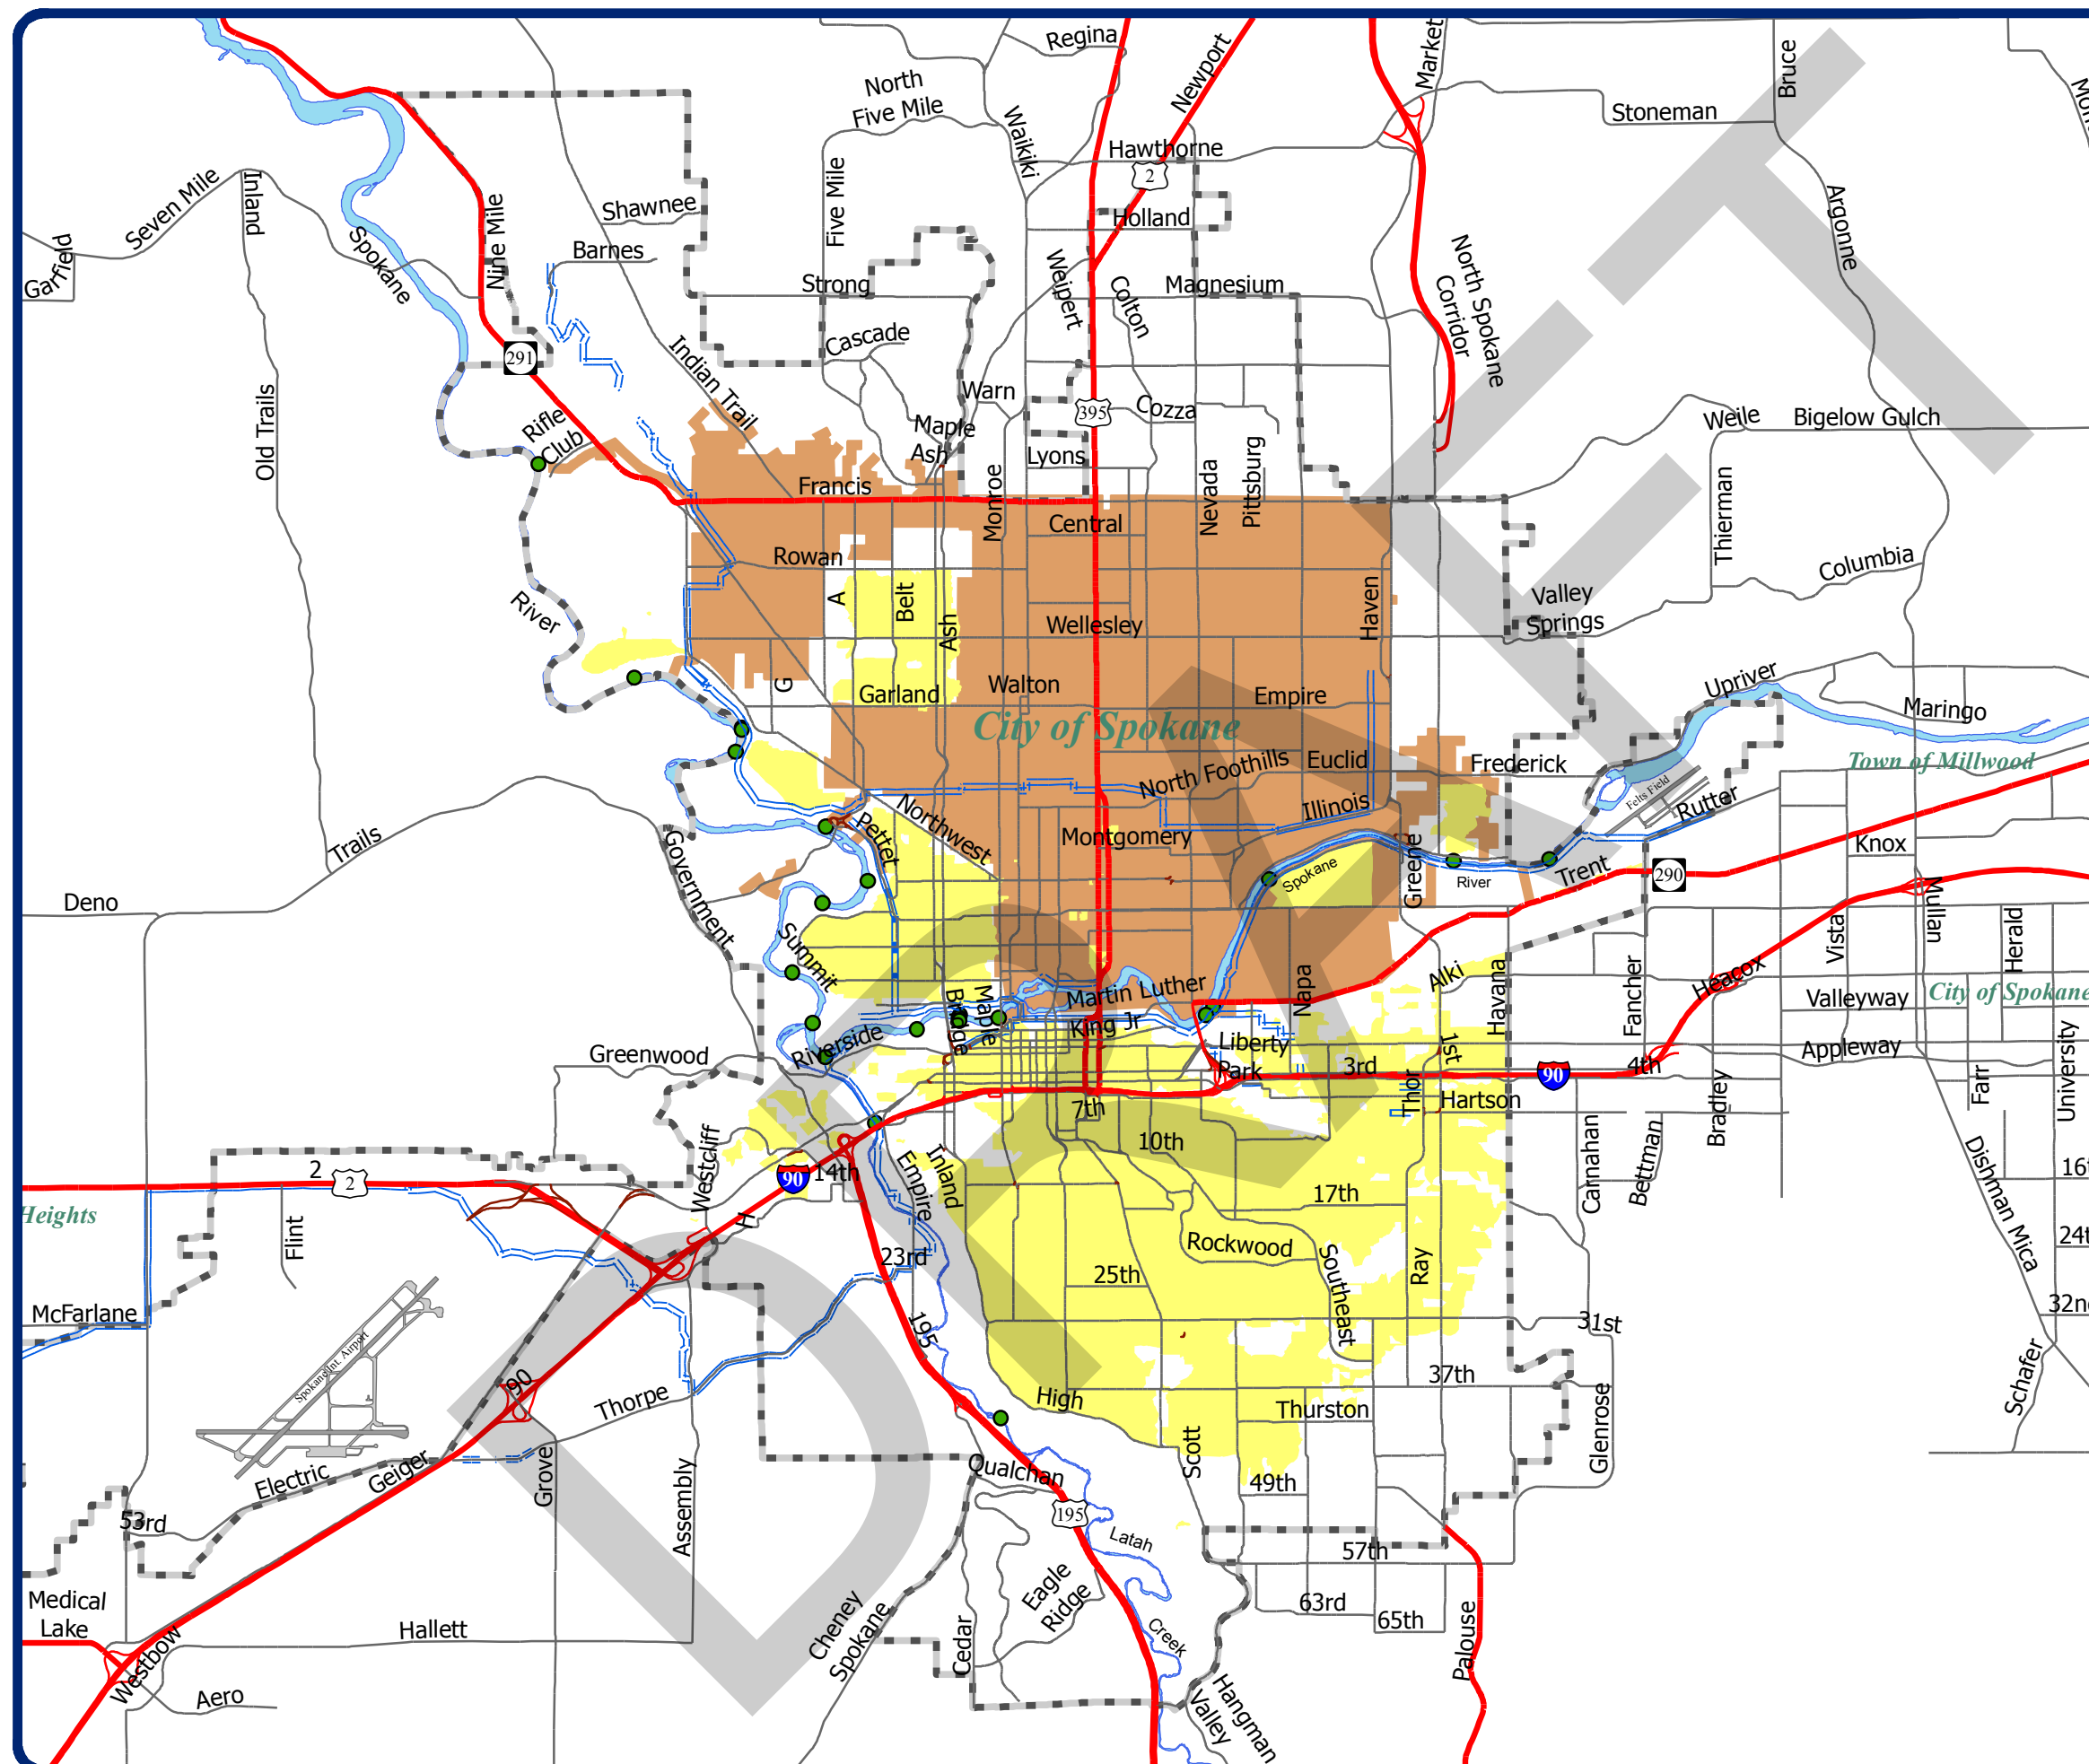 Regina
Newport
Market
Bruce
North
Five Mile
Waikiki
Stoneman
Hawthorne
2
Seven Mile
Inland
Garfield
Spokane
Nine Mile
Shawnee
Barnes
Five Mile
Holland
Argonne
Strong
Weipert
Colton
Magnesium
North Spokane
Corridor
Cascade
291
Indian Trail
Warn
395
Cozza
Weile
Bigelow Gulch
Old Trails
Rifle
Club
Maple
Ash
Lyons
Monroe
Nevada
Pittsburg
Thierman
Francis
Central
Rowan
Columbia
River
A
Belt
Ash
Wellesley
Haven
Valley
Springs
G
Garland
Walton
Empire
Upriver
Maringo
City of Spokane
Town of Millwood
North Foothills
Euclid
Frederick
Felts Field
Rutter
Illinois
Northwest
Pettet
Montgomery
Trails
Government
Greene
Spokane
River
Trent
290
Knox
Deno
Summit
Mullan
Vista
Herald
Alki
Havana
Fancher
Heacox
Valleyway
City of Spokane
Napa
Martin Luther
King Jr
Bridge
Maple
Riverside
Greenwood
Liberty
Park
1st
3rd
90
4th
Appleway
University
Farr
Thor
Hartson
Bradley
7th
10th
Carnahan
Bettman
Dishman Mica
Westcliff
90
14th
Inland
Empire
2
2
Heights
Flint
H
17th
Rockwood
Southeast
Ray
23rd
25th
McFarlane
Spokane Int. Airport
195
31st
37th
Schafer
90
Thorpe
High
Thurston
Glenrose
Scott
Electric
Geiger
Grove
Assembly
Qualchan
49th
195
53rd
Latah
57th
Eagle
Ridge
63rd
65th
Medical
Lake
Westbow
Hallett
Cheney
Spokane
Cedar
Creek
Palouse
Aero
Hangman
Valley
DRAFT